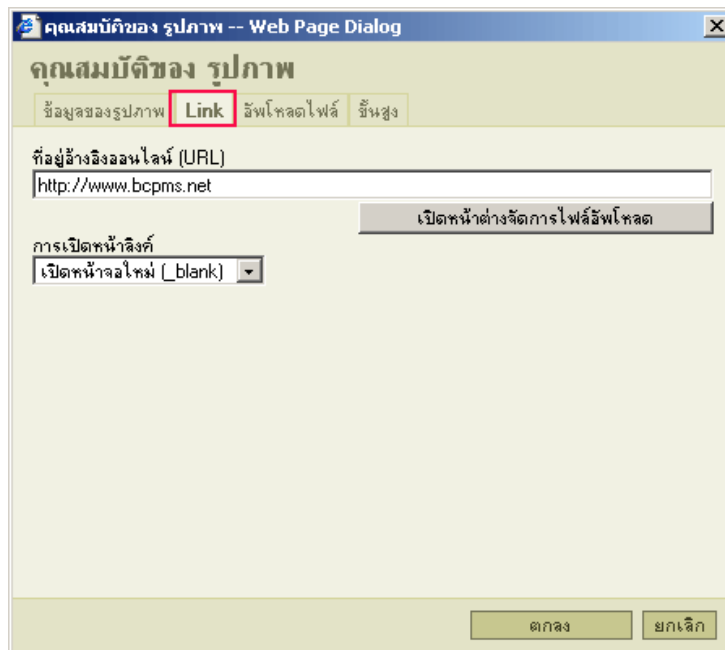 คุณสมบัติของ รูปภาพ -- Web Page Dialog
คุณสมบัติของ รูปภาพ
ข้อมูลของรูปภาพ Link อัพโหลดไฟล์ ขั้นสูง
ที่อยู่อ้างอิงออนไลน์ (URL)
http://www.bcpms.net
เปิดหน้าต่างจัดการไฟล์อัพโหลด
การเปิดหน้าลิงค์
เปิดหน้าจอใหม่ (_blank)
ตกลง ยกเลิก